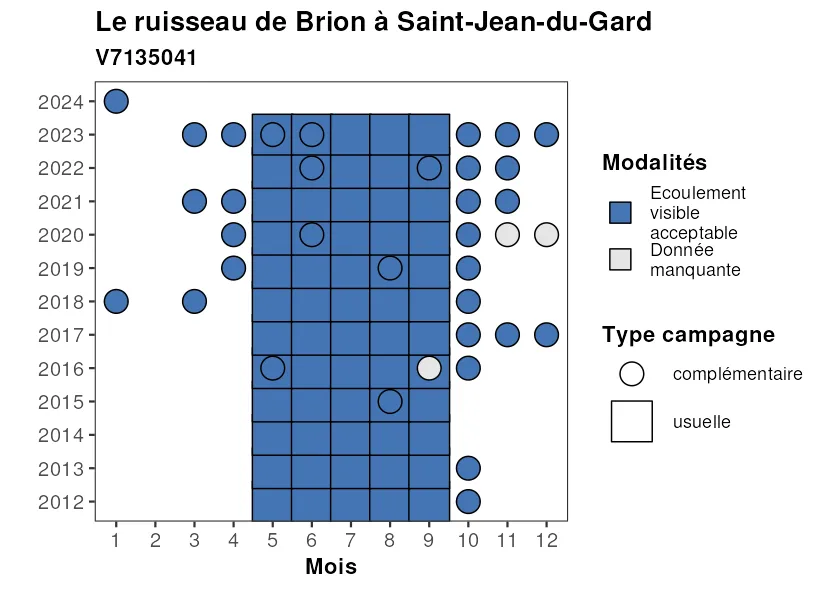 Le ruisseau de Brion à Saint-Jean-du-Gard
V7135041
2024
2023
2022
2021
2020
2019
2018
2017
2016
2015
2014
2013
2012
1 2 3 4 5 6 7 8 9 10 11 12
Mois
Modalités
Ecoulement
visible
acceptable
Donnée
manquante
Type campagne
complémentaire
usuelle